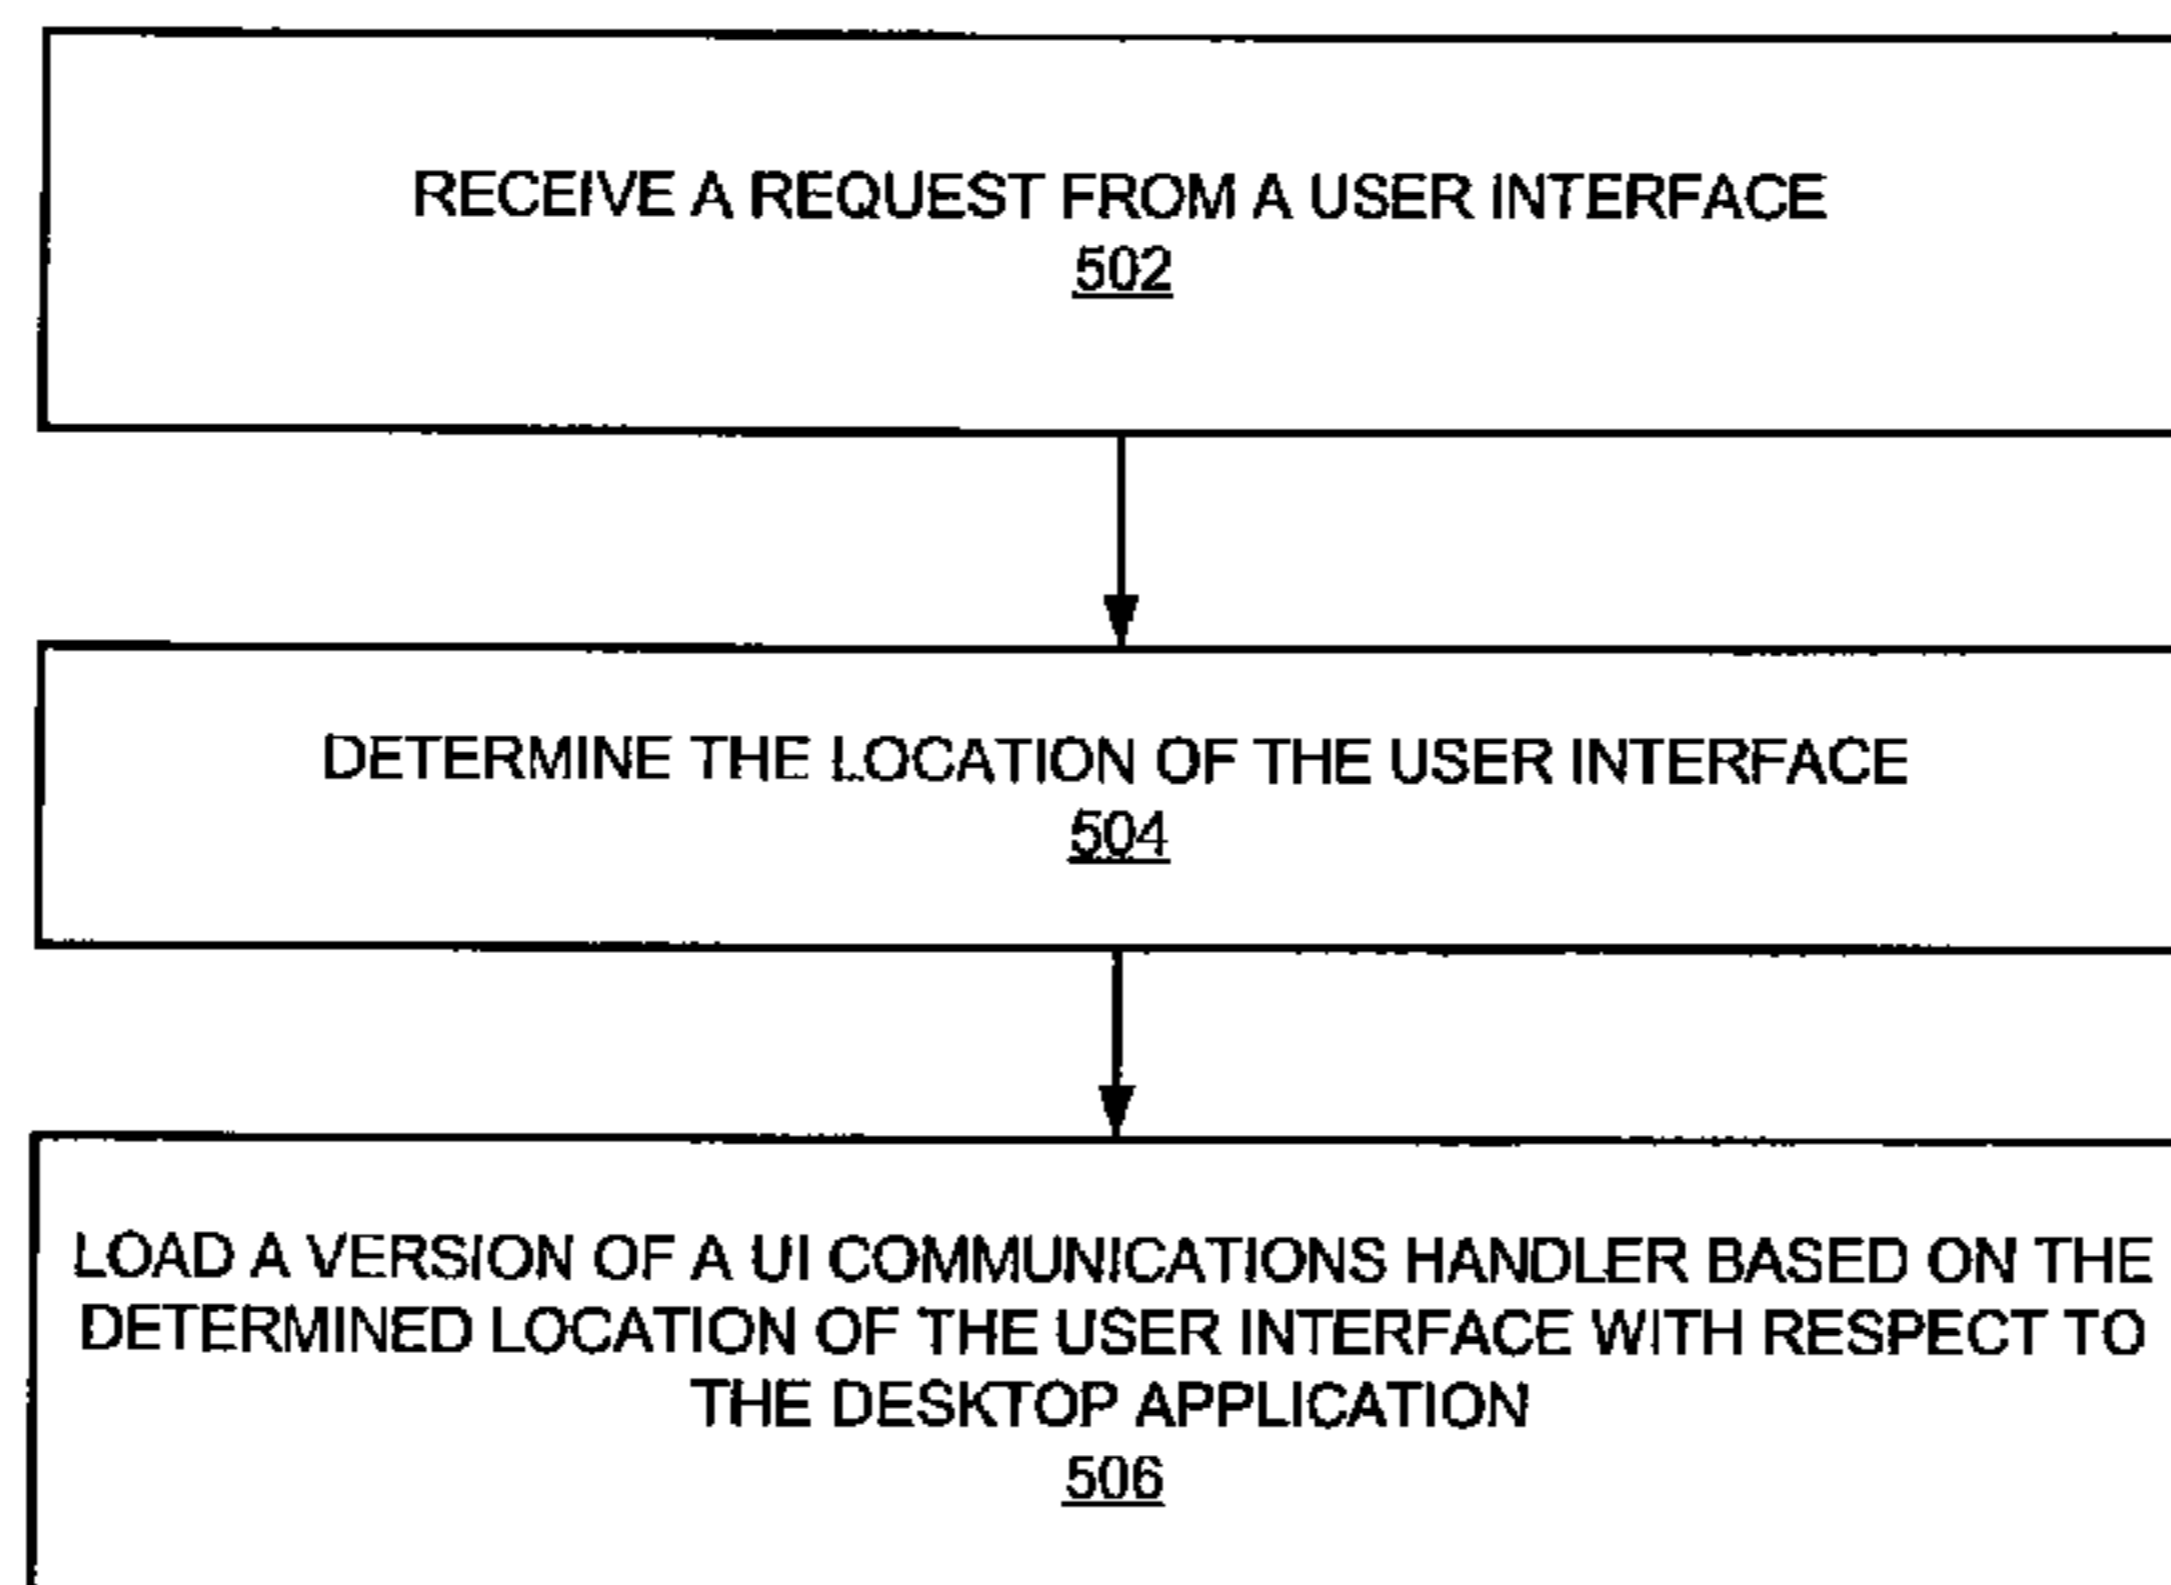 RECEIVE A REQUEST FROM A USER INTERFACE
502
DETERMINE THE LOCATION OF THE USER INTERFACE
504
LOAD A VERSION OF A UI COMMUNICATIONS HANDLER BASED ON THE
DETERMINED LOCATION OF THE USER INTERFACE WITH RESPECT TO
THE DESKTOP APPLICATION
506